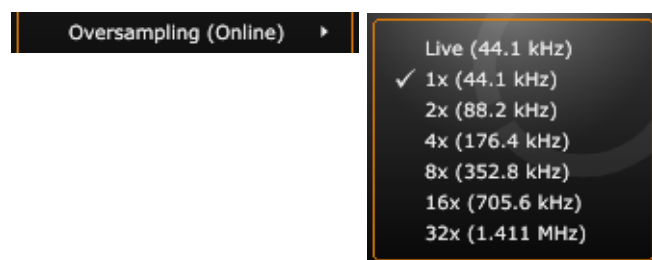 Oversampling (Online)
Live (44.1 kHz)
1x (44.1 kHz)
2x (88.2 kHz)
4x (176.4 kHz)
8x (352.8 kHz)
16x (705.6 kHz)
32x (1.411 MHz)